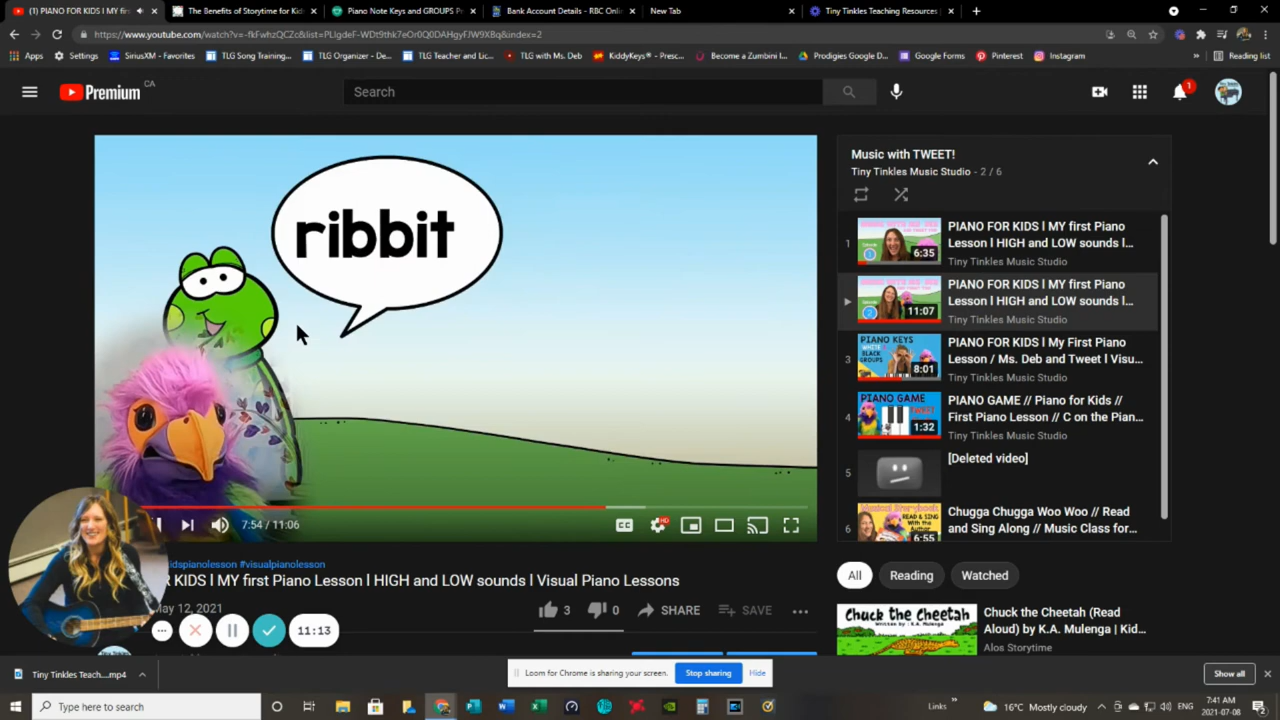 (1) PIANO FOR KIDS l MY firs
The Benefits of Storytime for Kids
Piano Note Keys and GROUPS P
Bank Account Details - RBC Onli
New Tab
Tiny Tinkles Teaching Resources
https://www.youtube.com/watch?v=-fkFwhzQCZc&list=PLlgdeF-WDt9thk7eOr0Q0DAHgyfJW9X8q&index=2
Apps
Settings
SiriusXM - Favorites
TLG Song Training...
TLG Organizer - De...
TLG Teacher and Lic...
TLG with Ms. Deb
KiddyKeys® - Presc...
Become a Zumbini I...
Prodigies Google D...
Google Forms
Pinterest
Instagram
»
Reading list
Premium CA
Search
1
ribbit
Music with TWEET!
Tiny Tinkles Music Studio - 2 / 6
1
6:35
PIANO FOR KIDS l MY first Piano
Lesson l HIGH and LOW sounds l...
Tiny Tinkles Music Studio
11:07
PIANO FOR KIDS l MY first Piano
Lesson l HIGH and LOW sounds l...
Tiny Tinkles Music Studio
3
PIANO KEYS
8:01
PIANO FOR KIDS l My First Piano
Lesson / Ms. Deb and Tweet l Visu...
Tiny Tinkles Music Studio
4
PIANO GAME
1:32
PIANO GAME // Piano for Kids //
First Piano Lesson // C on the Pian...
Tiny Tinkles Music Studio
5
[Deleted video]
6
6:55
Chugga Chugga Woo Woo // Read
and Sing Along // Music Class for...
7:54 / 11:06
CC
HD
kidspianolesson #visualpianolesson
R KIDS l MY first Piano Lesson l HIGH and LOW sounds l Visual Piano Lessons
May 12, 2021
3
0
SHARE
SAVE
11:13
All
Reading
Watched
CHUCK THE CHEETAH
Chuck the Cheetah (Read
Aloud) by K.A. Mulenga | Kid...
Alos Storytime
Tiny Tinkles Teach....mp4
Loom for Chrome is sharing your screen.
Stop sharing
Hide
Show all
Type here to search
Links
»
16°C Mostly cloudy
7:41 AM
2021-07-08
2